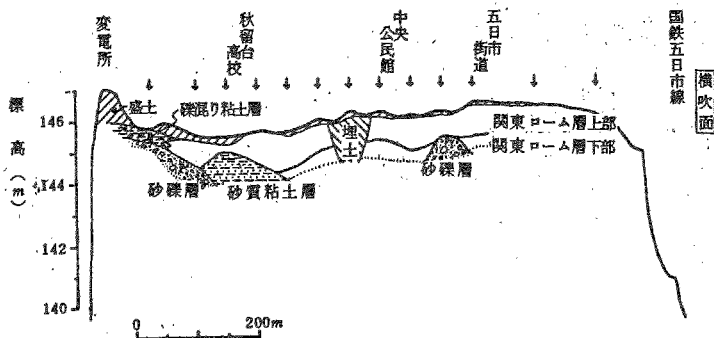 変電所
秋留台
高校
中央
公民館
五日市
街道
国鉄五日市線
横吹面
標高(m)
146
144
142
140
盛土
礫混り粘土層
埋土
関東ローム層上部
関東ローム層下部
砂礫層
砂質粘土層
砂礫層
0
200m